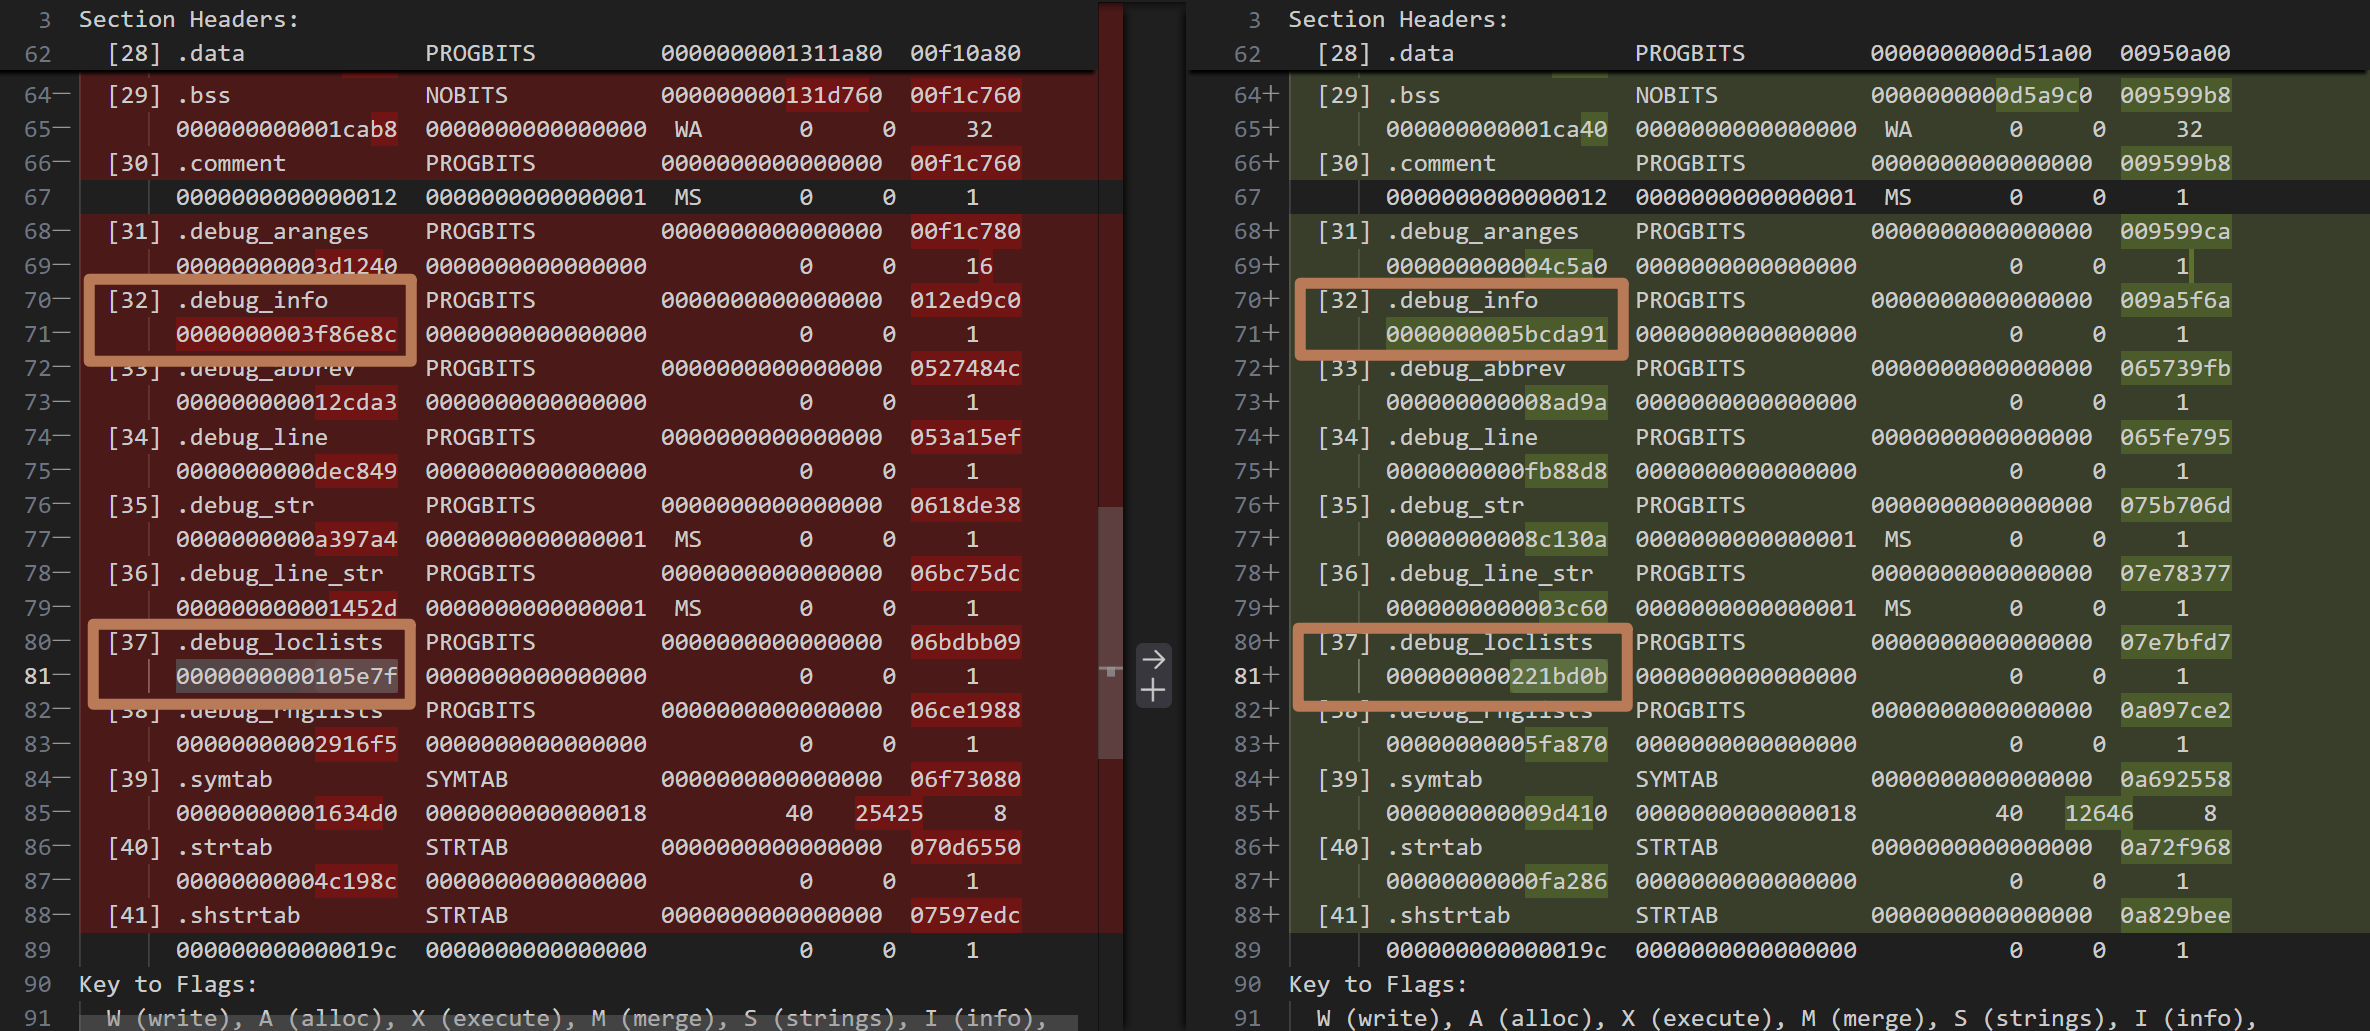 3 Section Headers:
62 [28] .data PROGBITS 0000000001311a80 00f10a80
64− [29] .bss NOBITS 000000000131d760 00f1c760
65− 000000000001cab8 0000000000000000 WA 0 0 32
66− [30] .comment PROGBITS 0000000000000000 00f1c760
67 0000000000000012 0000000000000001 MS 0 0 1
68− [31] .debug_aranges PROGBITS 0000000000000000 00f1c780
69− 00000000003d1240 0000000000000000 0 0 16
70− [32] .debug_info PROGBITS 0000000000000000 012ed9c0
71− 0000000003f86e8c 0000000000000000 0 0 1
72− [33] .debug_abbrev PROGBITS 0000000000000000 0527484c
73− 000000000012cda3 0000000000000000 0 0 1
74− [34] .debug_line PROGBITS 0000000000000000 053a15ef
75− 0000000000dec849 0000000000000000 0 0 1
76− [35] .debug_str PROGBITS 0000000000000000 0618de38
77− 0000000000a397a4 0000000000000001 MS 0 0 1
78− [36] .debug_line_str PROGBITS 0000000000000000 06bc75dc
79− 000000000001452d 0000000000000001 MS 0 0 1
80− [37] .debug_loclists PROGBITS 0000000000000000 06bdbb09
81− 0000000000105e7f 0000000000000000 0 0 1
82− [38] .debug_rnglists PROGBITS 0000000000000000 06ce1988
83− 00000000002916f5 0000000000000000 0 0 1
84− [39] .symtab SYMTAB 0000000000000000 06f73080
85− 00000000001634d0 0000000000000018 40 25425 8
86− [40] .strtab STRTAB 0000000000000000 070d6550
87− 00000000004c198c 0000000000000000 0 0 1
88− [41] .shstrtab STRTAB 0000000000000000 07597edc
89 000000000000019c 0000000000000000 0 0 1
90 Key to Flags:
91 W (write), A (alloc), X (execute), M (merge), S (strings), I (info),
3 Section Headers:
62 [28] .data PROGBITS 0000000000d51a00 00950a00
64+ [29] .bss NOBITS 0000000000d5a9c0 009599b8
65+ 000000000001ca40 0000000000000000 WA 0 0 32
66+ [30] .comment PROGBITS 0000000000000000 009599b8
67 0000000000000012 0000000000000001 MS 0 0 1
68+ [31] .debug_aranges PROGBITS 0000000000000000 009599ca
69+ 000000000004c5a0 0000000000000000 0 0 1
70+ [32] .debug_info PROGBITS 0000000000000000 009a5f6a
71+ 0000000005bcda91 0000000000000000 0 0 1
72+ [33] .debug_abbrev PROGBITS 0000000000000000 065739fb
73+ 000000000008ad9a 0000000000000000 0 0 1
74+ [34] .debug_line PROGBITS 0000000000000000 065fe795
75+ 0000000000fb88d8 0000000000000000 0 0 1
76+ [35] .debug_str PROGBITS 0000000000000000 075b706d
77+ 00000000008c130a 0000000000000001 MS 0 0 1
78+ [36] .debug_line_str PROGBITS 0000000000000000 07e78377
79+ 0000000000003c60 0000000000000001 MS 0 0 1
80+ [37] .debug_loclists PROGBITS 0000000000000000 07e7bfd7
81+ 000000000221bd0b 0000000000000000 0 0 1
82+ [38] .debug_rnglists PROGBITS 0000000000000000 0a097ce2
83+ 00000000005fa870 0000000000000000 0 0 1
84+ [39] .symtab SYMTAB 0000000000000000 0a692558
85+ 000000000009d410 0000000000000018 40 12646 8
86+ [40] .strtab STRTAB 0000000000000000 0a72f968
87+ 00000000000fa286 0000000000000000 0 0 1
88+ [41] .shstrtab STRTAB 0000000000000000 0a829bee
89 000000000000019c 0000000000000000 0 0 1
90 Key to Flags:
91 W (write), A (alloc), X (execute), M (merge), S (strings), I (info),